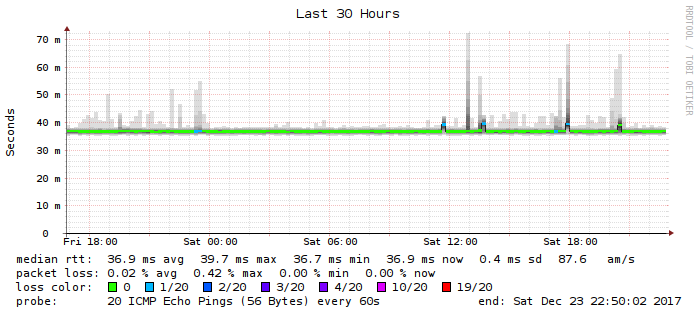 Last 30 Hours
RRDTOOL / TOBI OETIKER
Seconds
70 m
60 m
50 m
40 m
30 m
20 m
10 m
0
Fri 18:00 Sat 00:00 Sat 06:00 Sat 12:00 Sat 18:00
median rtt: 36.9 ms avg 39.7 ms max 36.7 ms min 36.9 ms now 0.4 ms sd 87.6 am/s
packet loss: 0.02 % avg 0.42 % max 0.00 % min 0.00 % now
loss color: 0 1/20 2/20 3/20 4/20 10/20 19/20
probe: 20 ICMP Echo Pings (56 Bytes) every 60s end: Sat Dec 23 22:50:02 2017